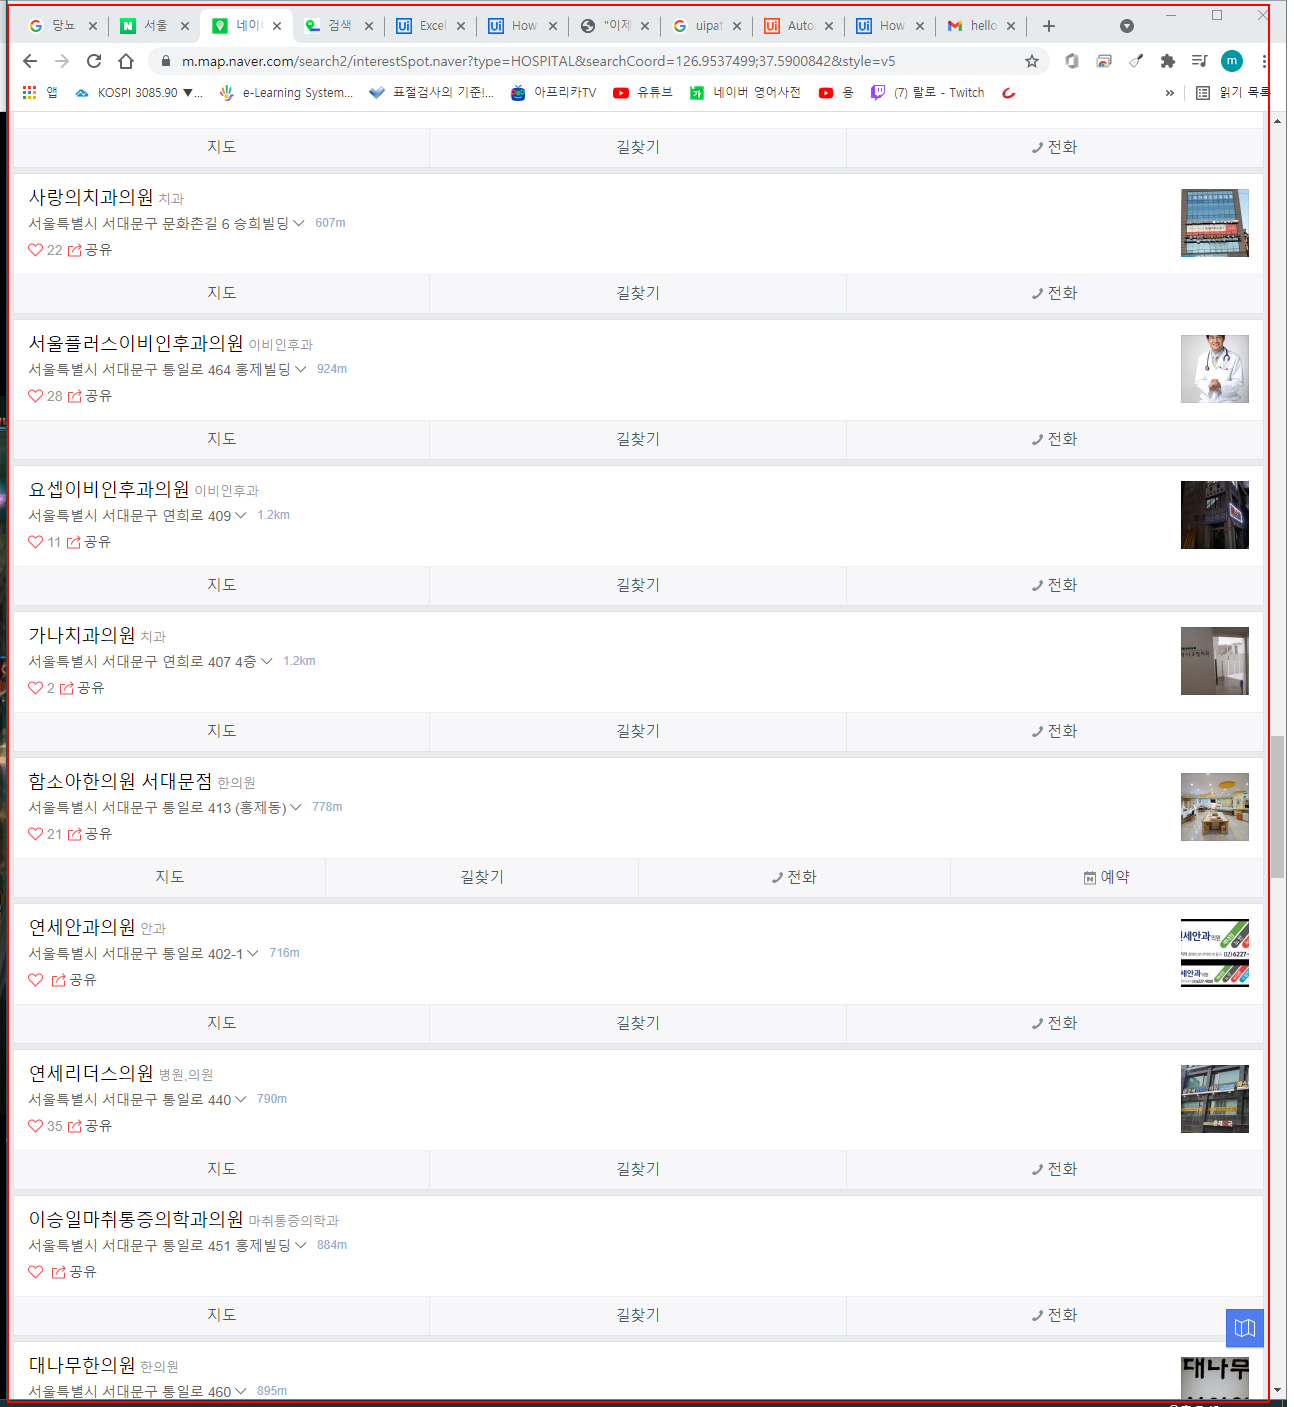 당뇨 서울 네이버 검색 Excel How "이제 uipat Auto How hello
m.map.naver.com/search2/interestSpot.naver?type=HOSPITAL&searchCoord=126.9537499;37.5900842&style=v5
m
앱 KOSPI 3085.90 ▼... e-Learning System... 표절검사의 기준!... 아프리카TV 유튜브 네이버 영어사전 용 (7) 랄로 - Twitch » 읽기 목록
지도 길찾기 전화
사랑의치과의원 치과
서울특별시 서대문구 문화촌길 6 승희빌딩 607m
22 공유
지도 길찾기 전화
서울플러스이비인후과의원 이비인후과
서울특별시 서대문구 통일로 464 홍제빌딩 924m
28 공유
지도 길찾기 전화
요셉이비인후과의원 이비인후과
서울특별시 서대문구 연희로 409 1.2km
11 공유
지도 길찾기 전화
가나치과의원 치과
서울특별시 서대문구 연희로 407 4층 1.2km
2 공유
지도 길찾기 전화
함소아한의원 서대문점 한의원
서울특별시 서대문구 통일로 413 (홍제동) 778m
21 공유
지도 길찾기 전화 예약
연세안과의원 안과
서울특별시 서대문구 통일로 402-1 716m
공유
세안과의원
02)6227-
세안과의원
지도 길찾기 전화
연세리더스의원 병원,의원
서울특별시 서대문구 통일로 440 790m
35 공유
지도 길찾기 전화
이승일마취통증의학과의원 마취통증의학과
서울특별시 서대문구 통일로 451 홍제빌딩 884m
공유
지도 길찾기 전화
대나무한의원 한의원
서울특별시 서대문구 통일로 460 895m
대나무